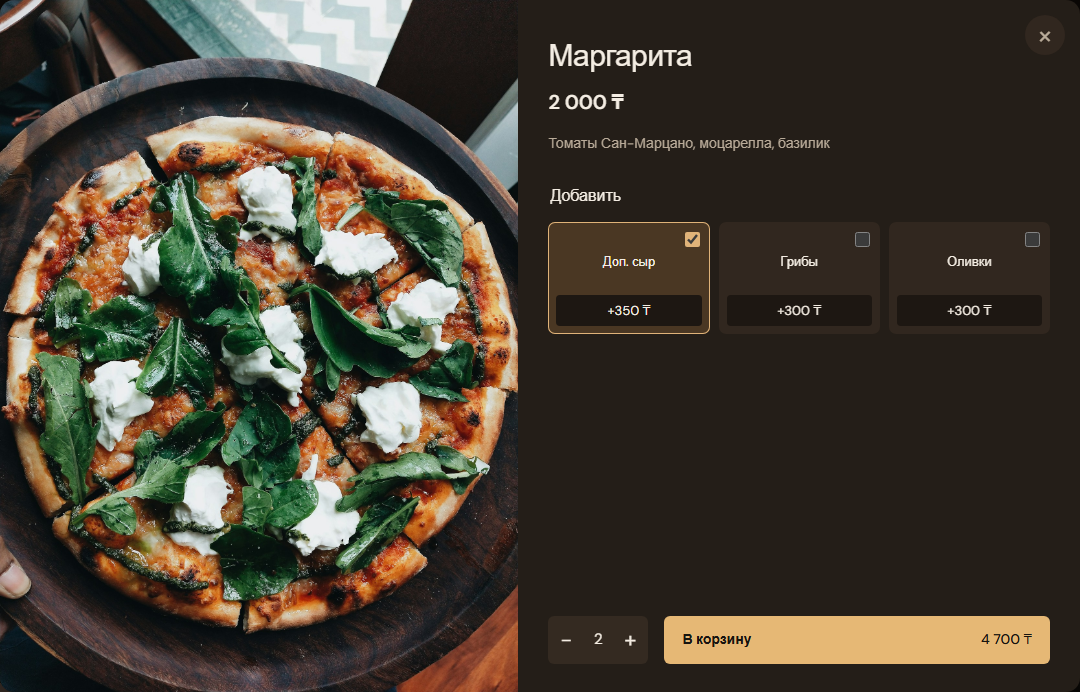 Маргарита
2 000 ₸
Томаты Сан-Марцано, моцарелла, базилик
Добавить
Доп. сыр
+350 ₸
Грибы
+300 ₸
Оливки
+300 ₸
− 2 +
В корзину 4 700 ₸